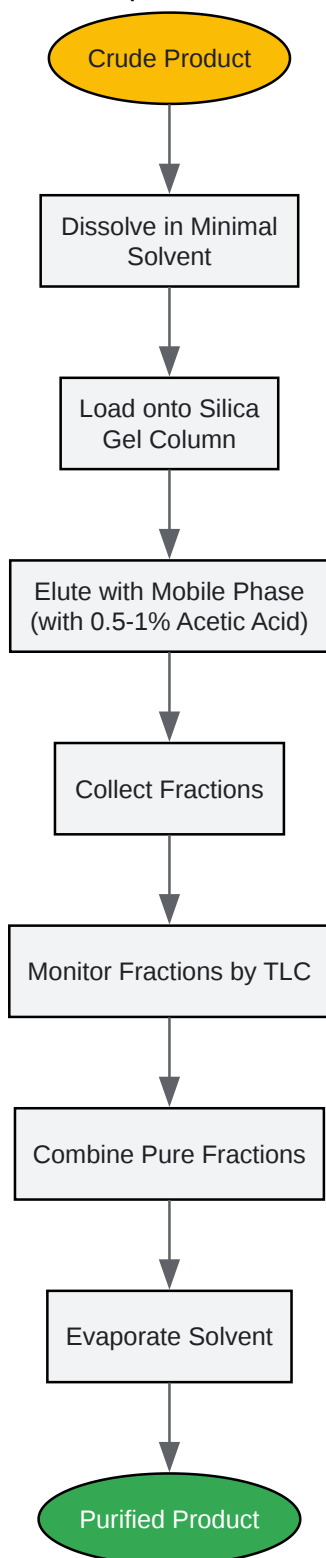 Crude Product
Dissolve in Minimal
Solvent
Load onto Silica
Gel Column
Elute with Mobile Phase
(with 0.5-1% Acetic Acid)
Collect Fractions
Monitor Fractions by TLC
Combine Pure Fractions
Evaporate Solvent
Purified Product